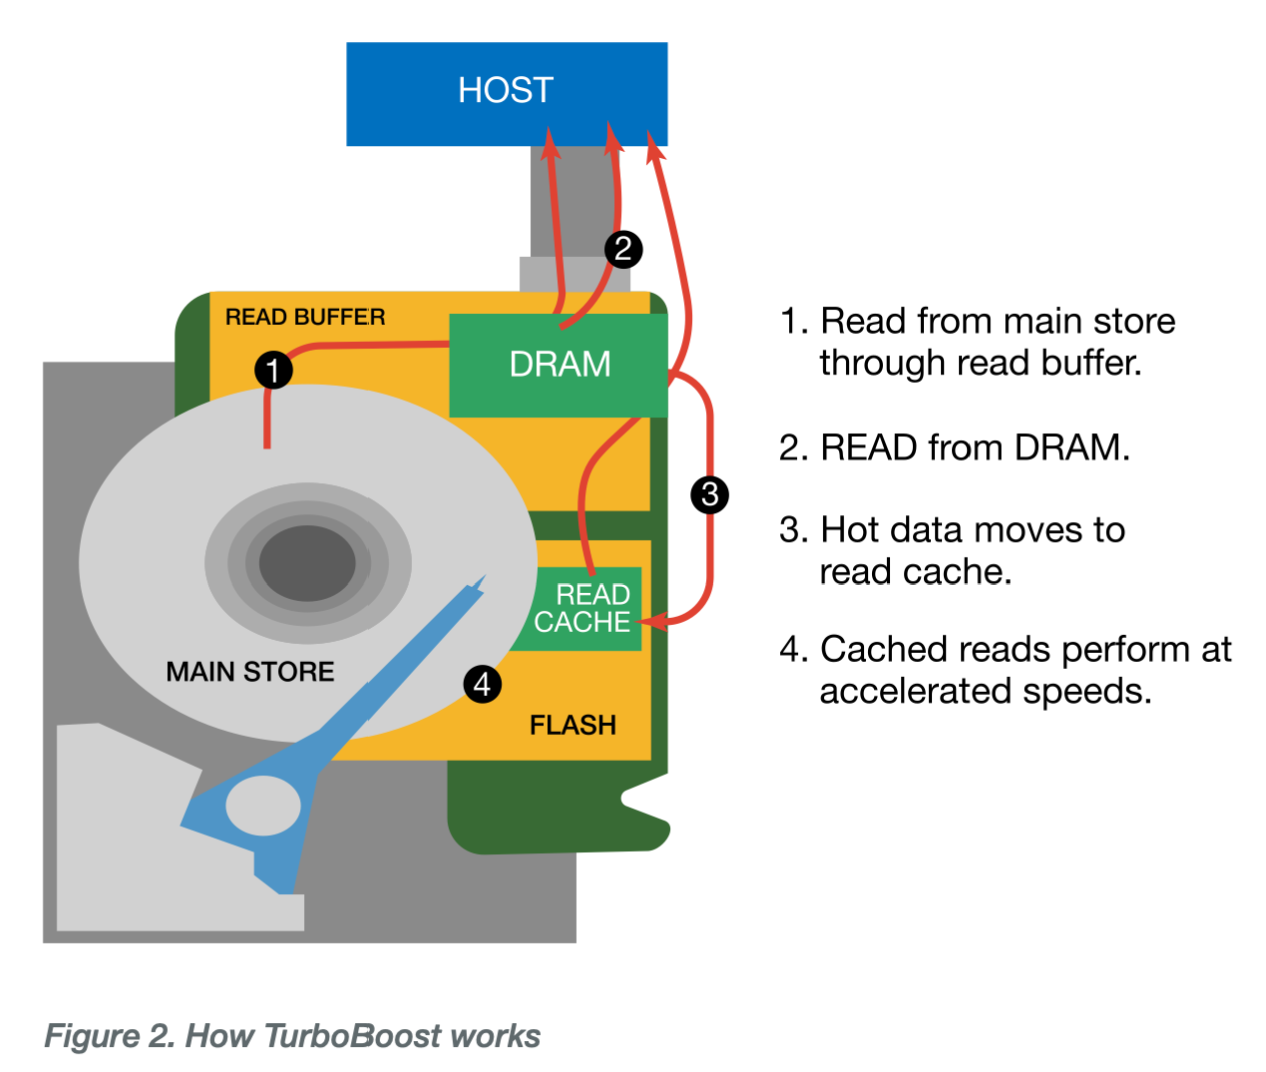 HOST
2
READ BUFFER
1
DRAM
3
READ
CACHE
MAIN STORE
4
FLASH
1. Read from main store
through read buffer.
2. READ from DRAM.
3. Hot data moves to
read cache.
4. Cached reads perform at
accelerated speeds.
Figure 2. How TurboBoost works